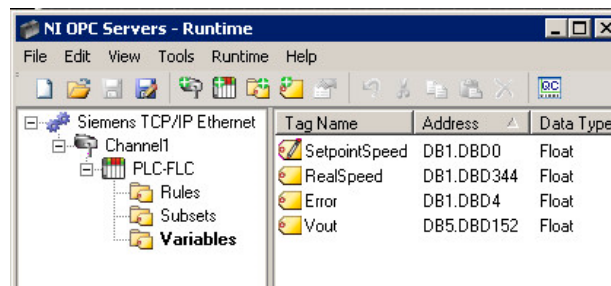 NI OPC Servers - Runtime
File Edit View Tools Runtime Help
QC
Siemens TCP/IP Ethernet
Channel1
PLC-FLC
Rules
Subsets
Variables
Tag Name Address Data Type
SetpointSpeed DB1.DBD0 Float
RealSpeed DB1.DBD344 Float
Error DB1.DBD4 Float
Vout DB5.DBD152 Float